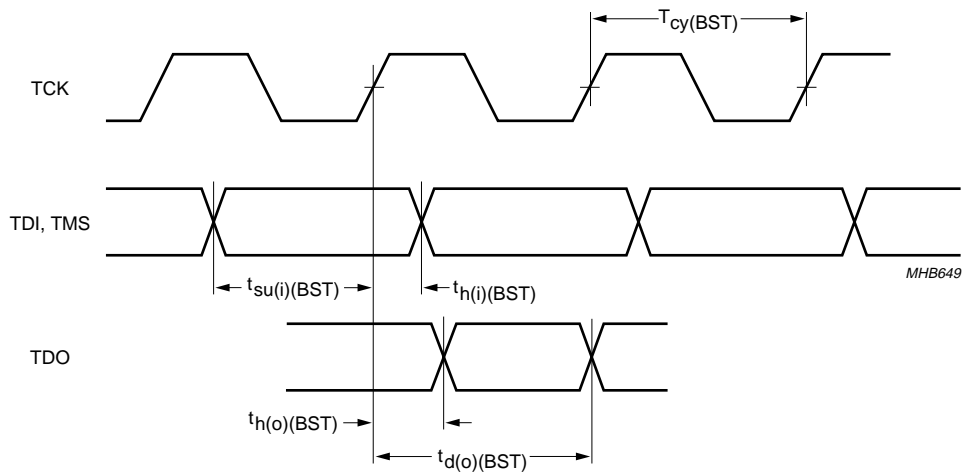 Tcy(BST)
TCK
TDI, TMS
MHB649
tsu(i)(BST)
th(i)(BST)
TDO
th(o)(BST)
td(o)(BST)